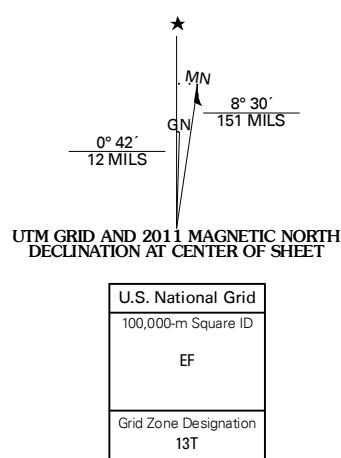 ★
MN
8° 30´
151 MILS
GN
0° 42´
12 MILS
UTM GRID AND 2011 MAGNETIC NORTH
DECLINATION AT CENTER OF SHEET
U.S. National Grid
100,000-m Square ID
EF
Grid Zone Designation
13T